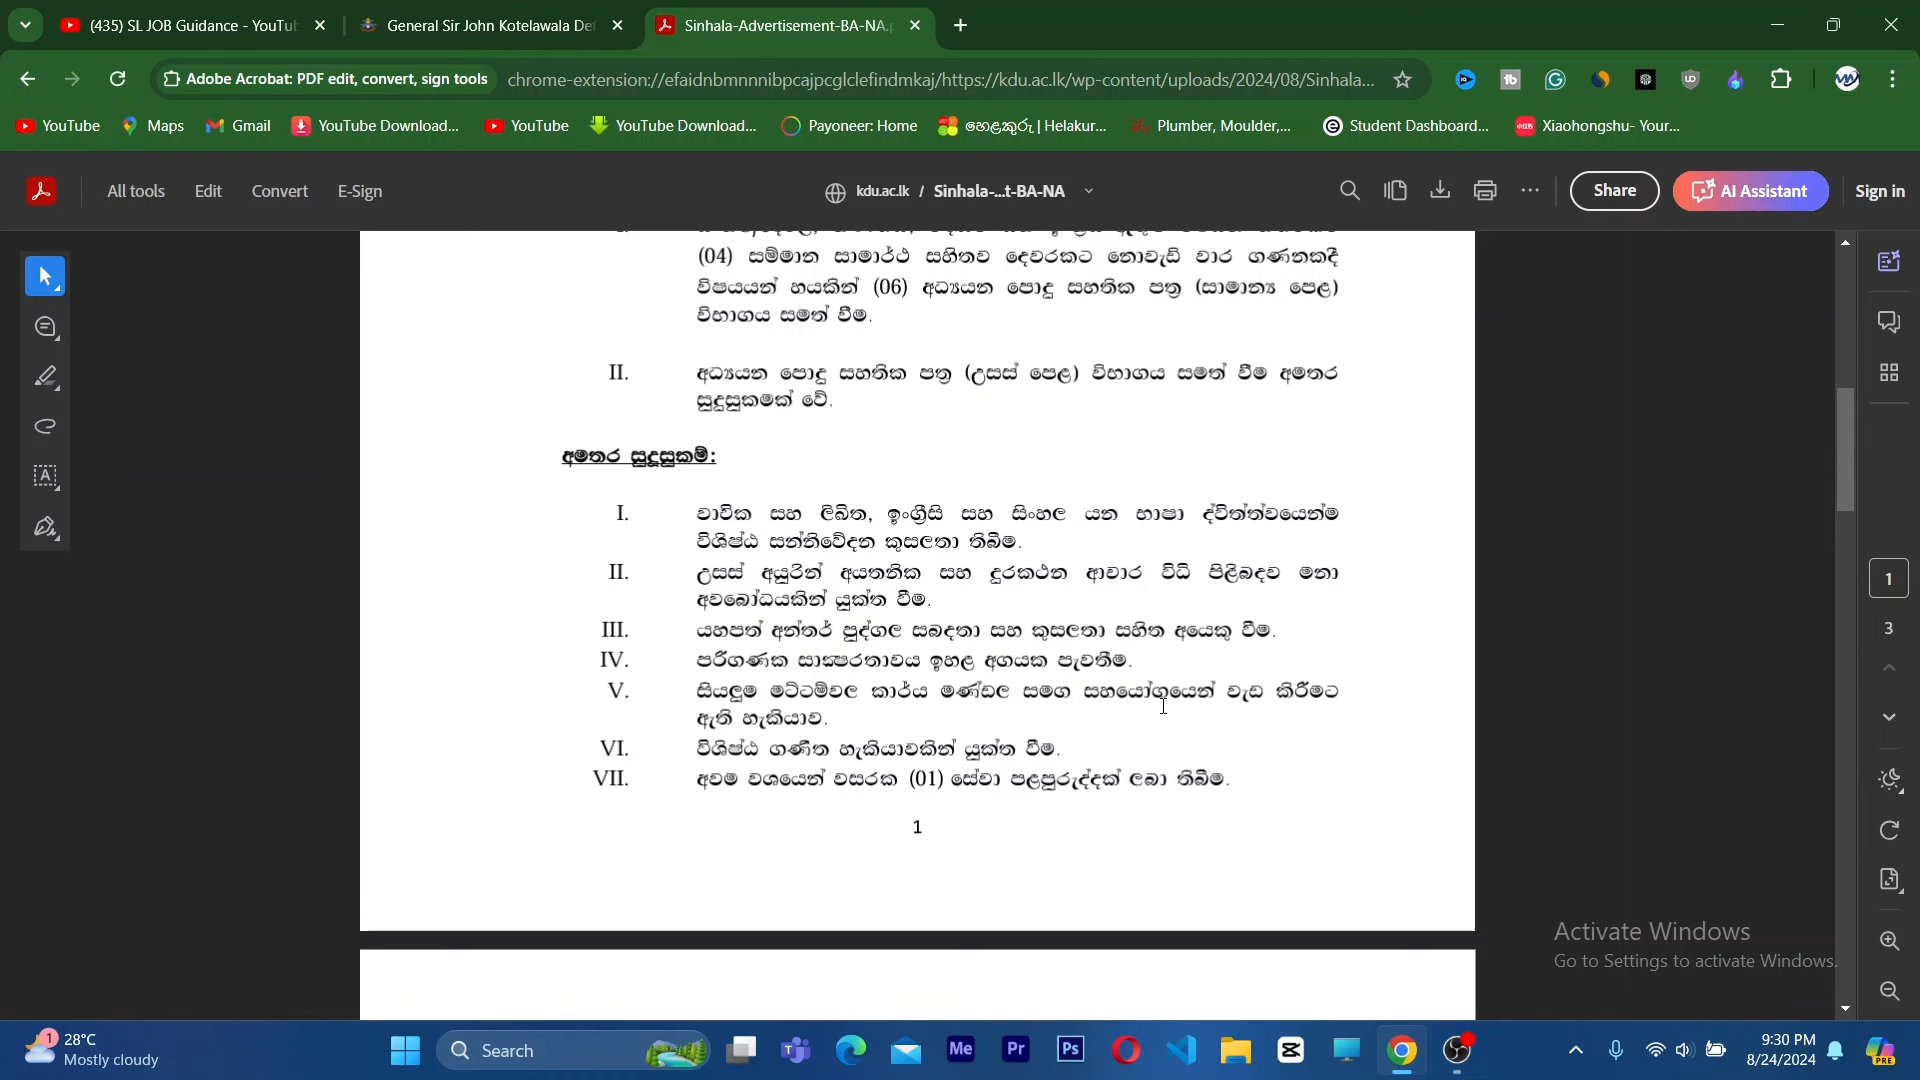 (435) SL JOB Guidance - YouTu
General Sir John Kotelawala De
Sinhala-Advertisement-BA-NA.
Adobe Acrobat: PDF edit, convert, sign tools
chrome-extension://efaidnbmnnnibpcajpcglclefindmkaj/https://kdu.ac.lk/wp-content/uploads/2024/08/Sinhala...
YouTube
Maps
Gmail
YouTube Download...
YouTube
YouTube Download...
Payoneer: Home
හෙළකුරු | Helakur...
Plumber, Moulder,...
Student Dashboard...
Xiaohongshu- Your...
All tools
Edit
Convert
E-Sign
kdu.ac.lk / Sinhala-...t-BA-NA
Share
AI Assistant
Sign in
(04) සම්මාන සාමාර්ථ සහිතව දෙවරකට නොවැඩි වාර ගණනකදී
විෂයයන් හයකින් (06) අධ්‍යයන පොදු සහතික පත්‍ර (සාමාන්‍ය පෙළ)
විභාගය සමත් වීම.
II. අධ්‍යයන පොදු සහතික පත්‍ර (උසස් පෙළ) විභාගය සමත් වීම අමතර
සුදුසුකමක් වේ.
අමතර සුදුසුකම්:
I. වාචික සහ ලිඛිත, ඉංග්‍රීසි සහ සිංහල යන භාෂා ද්විත්ත්වයෙන්ම
විශිෂ්ඨ සන්නිවේදන කුසලතා තිබීම.
II. උසස් අයුරින් අයතනික සහ දුරකථන ආචාර විධි පිළිබදව මනා
අවබෝධයකින් යුක්ත වීම.
III. යහපත් අන්තර් පුද්ගල සබදතා සහ කුසලතා සහිත අයෙකු වීම.
IV. පරිගණක සාක්‍ෂරතාවය ඉහළ අගයක පැවතීම.
V. සියලුම මට්ටම්වල කාර්ය මණ්ඩල සමග සහයෝගයෙන් වැඩ කිරීමට
ඇති හැකියාව.
VI. විශිෂ්ඨ ගණිත හැකියාවකින් යුක්ත වීම.
VII. අවම වශයෙන් වසරක (01) සේවා පළපුරුද්දක් ලබා තිබීම.
1
1
3
Activate Windows
Go to Settings to activate Windows.
1
28°C
Mostly cloudy
Search
Me
Pr
Ps
9:30 PM
8/24/2024
PRE